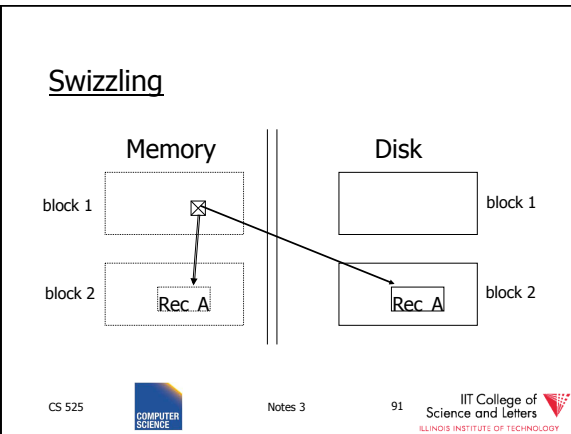 Swizzling
Memory
Disk
block 1
block 1
block 2
Rec A
Rec A
block 2
CS 525
COMPUTER
SCIENCE
Notes 3
91
IIT College of
Science and Letters
ILLINOIS INSTITUTE OF TECHNOLOGY